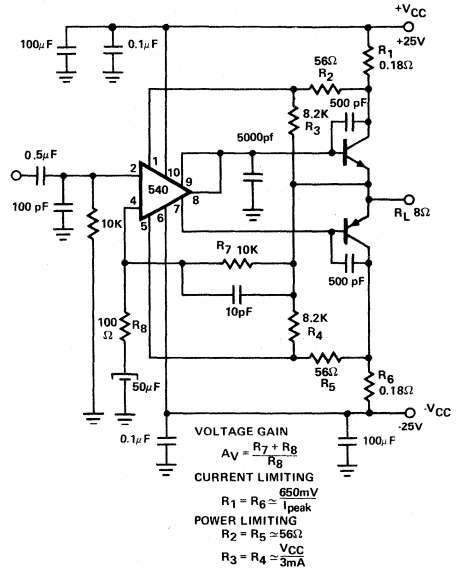 +VCC
+25V
100µF
0.1µF
R1
0.18Ω
56Ω
R2
500 pF
8.2K
R3
5000pf
0.5µF
1
2
10
9
540
8
7
4
5
6
100 pF
10K
RL 8Ω
R7 10K
500 pF
10pF
8.2K
R4
100
Ω
R8
56Ω
R5
R6
0.18Ω
50µF
-VCC
-25V
0.1µF
100µF
VOLTAGE GAIN
AV = R7 + R8
R8
CURRENT LIMITING
R1 = R6 ≃ 650mV
Ipeak
POWER LIMITING
R2 = R5 ≃ 56Ω
R3 = R4 ≃ VCC
3mA